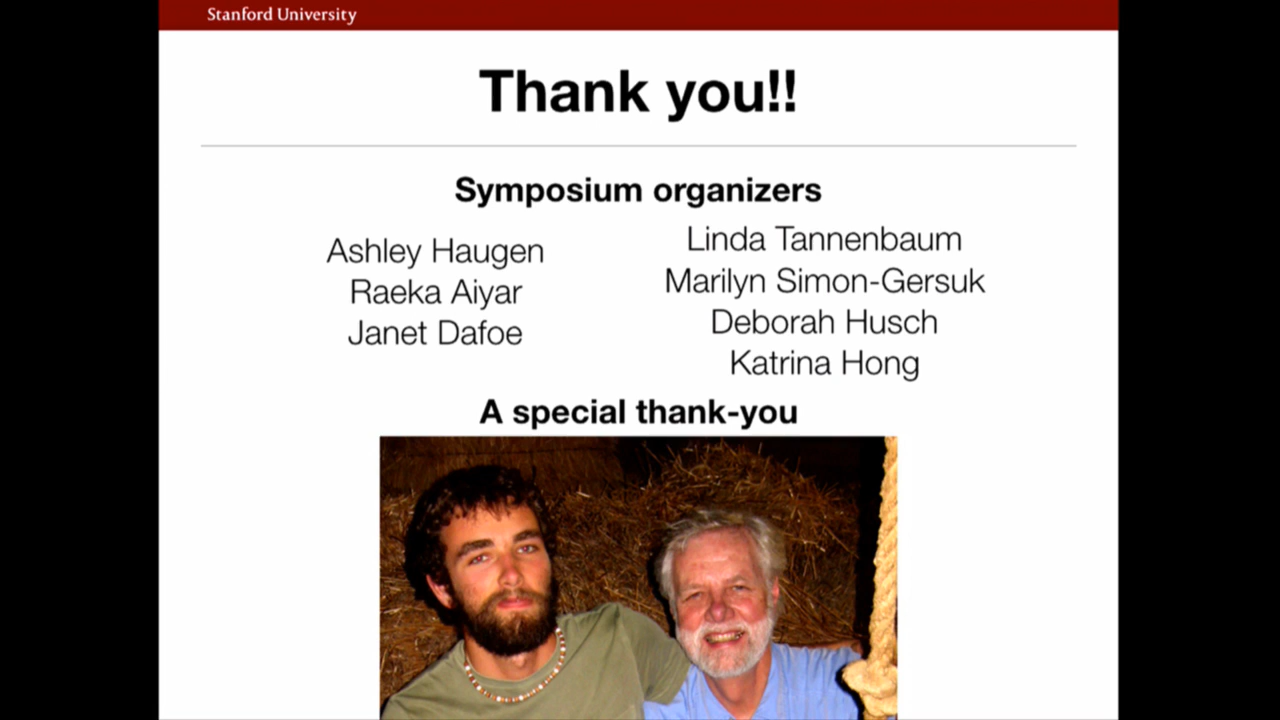 Stanford University
Thank you!!
Symposium organizers
Ashley Haugen
Raeka Aiyar
Janet Dafoe
Linda Tannenbaum
Marilyn Simon-Gersuk
Deborah Husch
Katrina Hong
A special thank-you